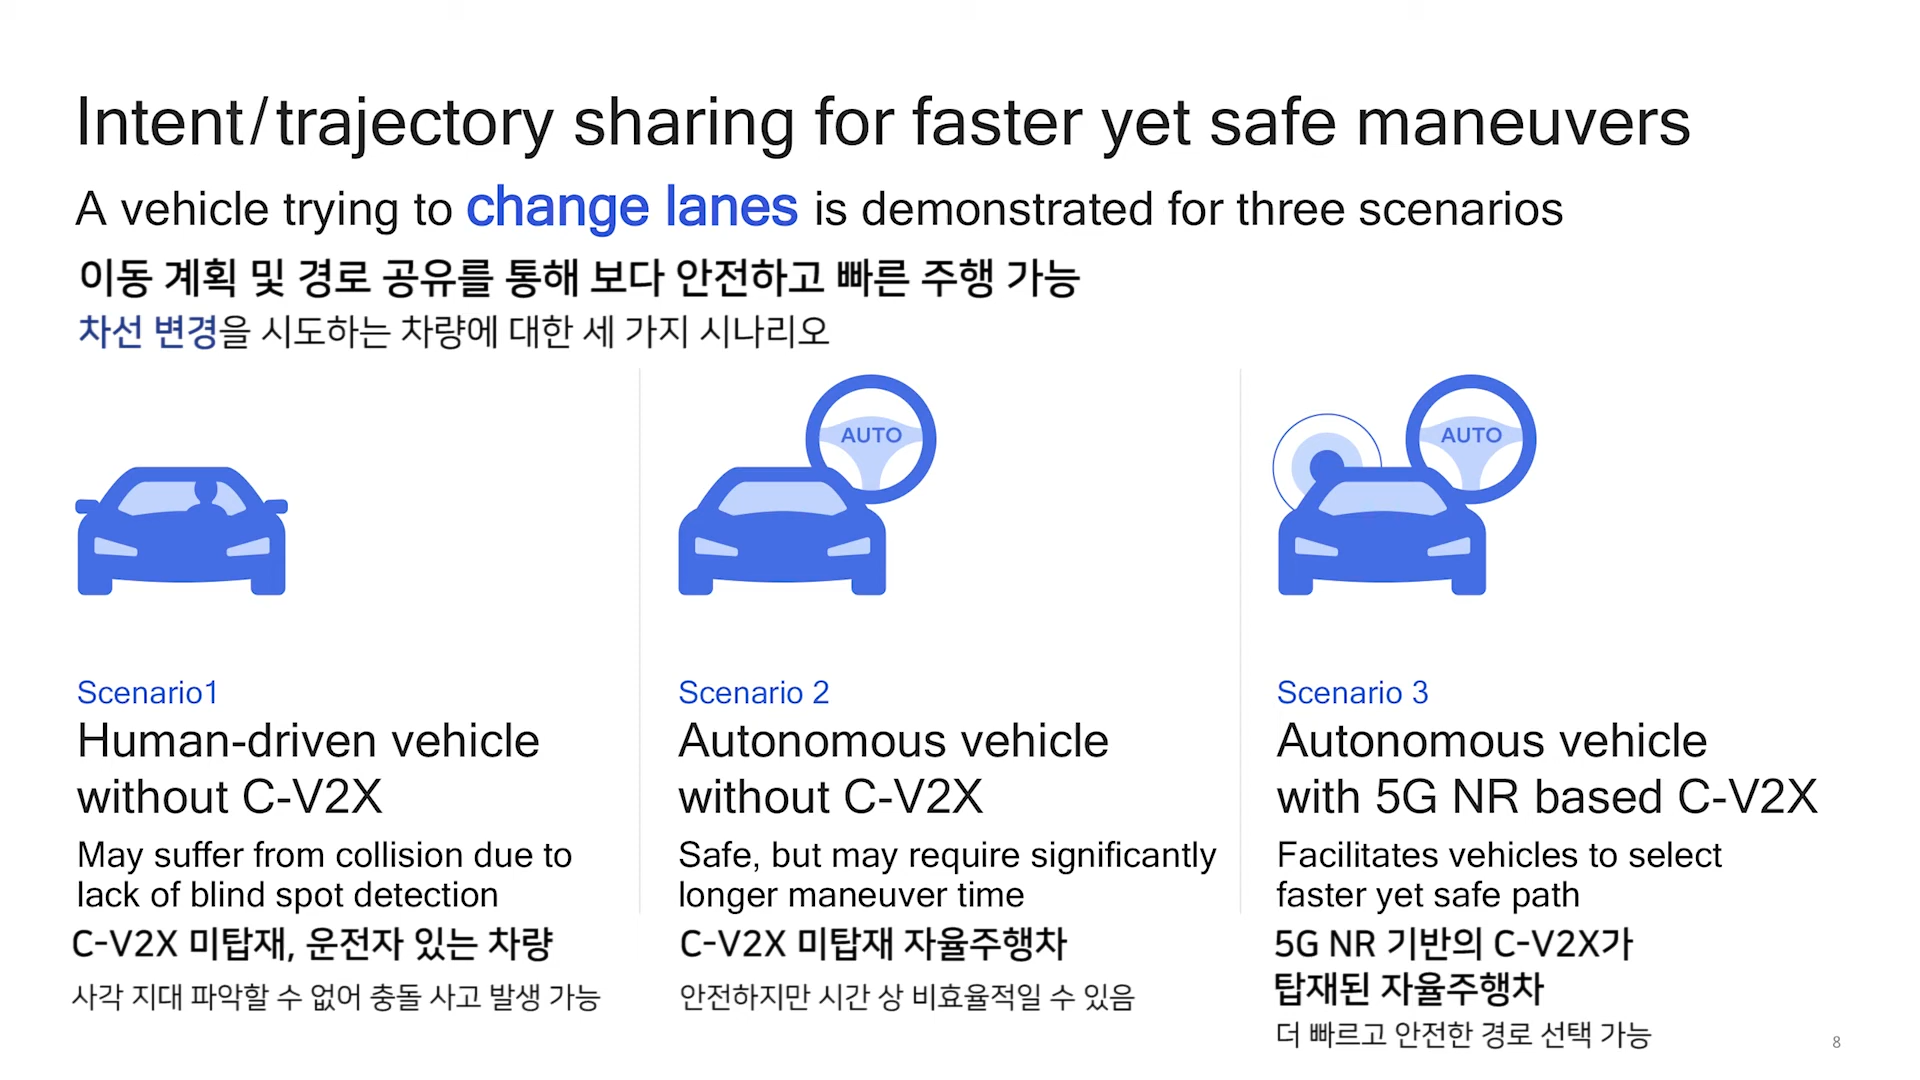 Intent/trajectory sharing for faster yet safe maneuvers
A vehicle trying to change lanes is demonstrated for three scenarios
이동 계획 및 경로 공유를 통해 보다 안전하고 빠른 주행 가능
차선 변경을 시도하는 차량에 대한 세 가지 시나리오
Scenario1
Human-driven vehicle
without C-V2X
May suffer from collision due to
lack of blind spot detection
C-V2X 미탑재, 운전자 있는 차량
사각 지대 파악할 수 없어 충돌 사고 발생 가능
AUTO
Scenario 2
Autonomous vehicle
without C-V2X
Safe, but may require significantly
longer maneuver time
C-V2X 미탑재 자율주행차
안전하지만 시간 상 비효율적일 수 있음
AUTO
Scenario 3
Autonomous vehicle
with 5G NR based C-V2X
Facilitates vehicles to select
faster yet safe path
5G NR 기반의 C-V2X가
탑재된 자율주행차
더 빠르고 안전한 경로 선택 가능
8